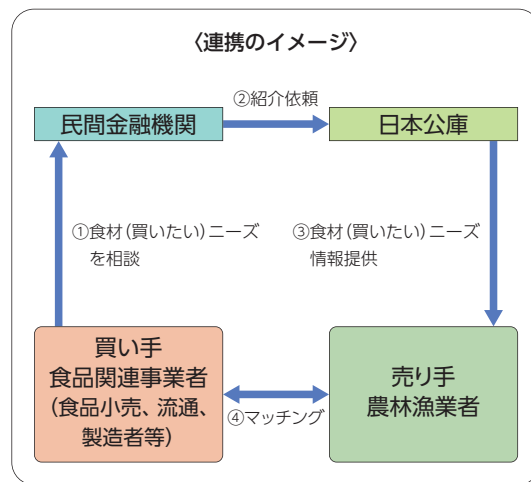 〈連携のイメージ〉
②紹介依頼
民間金融機関
日本公庫
①食材(買いたい)ニーズ
を相談
③食材(買いたい)ニーズ
情報提供
買い手
食品関連事業者
(食品小売、流通、
製造者等)
④マッチング
売り手
農林漁業者